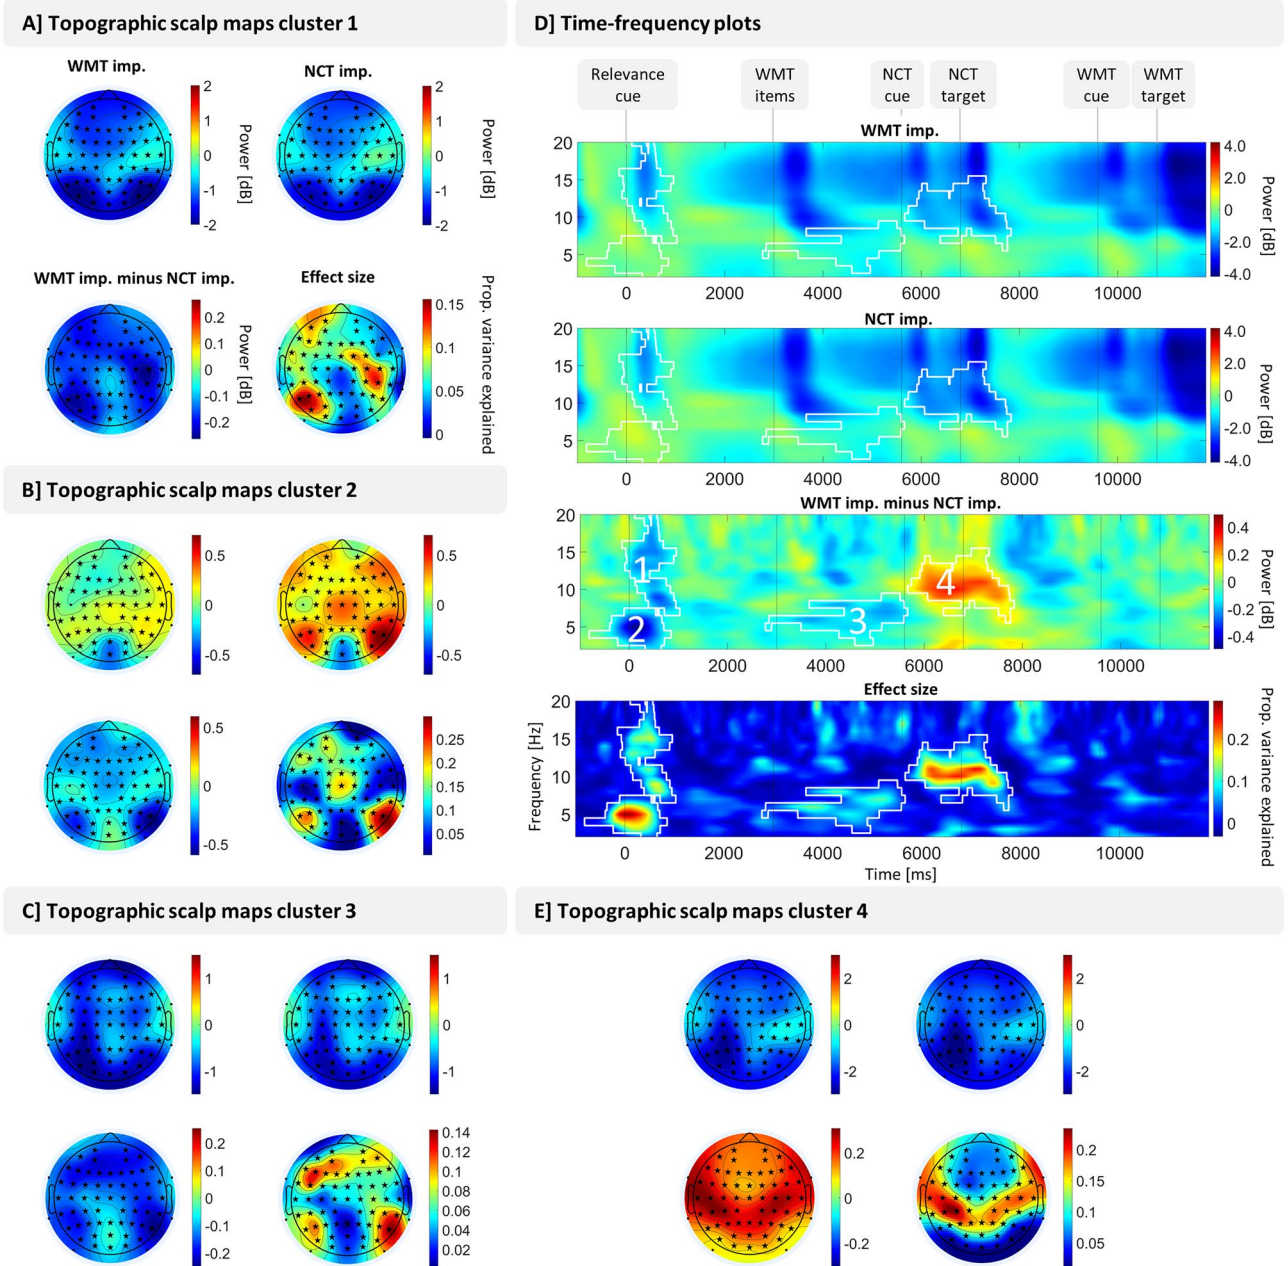 A] Topographic scalp maps cluster 1
WMT imp.
NCT imp.
2
1
0
-1
-2
Power [dB]
2
1
0
-1
-2
Power [dB]
WMT imp. minus NCT imp.
Effect size
0.2
0.1
0
-0.1
-0.2
Power [dB]
0.15
0.1
0.05
0
Prop. variance explained
B] Topographic scalp maps cluster 2
0.5
0
-0.5
0.5
0
-0.5
0.5
0
-0.5
0.25
0.2
0.15
0.1
0.05
C] Topographic scalp maps cluster 3
1
0
-1
1
0
-1
0.2
0.1
0
-0.1
-0.2
0.14
0.12
0.1
0.08
0.06
0.04
0.02
D] Time-frequency plots
Relevance
cue
WMT
items
NCT
cue
NCT
target
WMT
cue
WMT
target
WMT imp.
20
15
10
5
0 2000 4000 6000 8000 10000
4.0
2.0
0
-2.0
-4.0
Power [dB]
NCT imp.
20
15
10
5
0 2000 4000 6000 8000 10000
4.0
2.0
0
-2.0
-4.0
Power [dB]
WMT imp. minus NCT imp.
20
15
10
5
1
2
3
4
0 2000 4000 6000 8000 10000
0.4
0.2
0
-0.2
-0.4
Power [dB]
Effect size
Frequency [Hz]
20
15
10
5
0 2000 4000 6000 8000 10000
Time [ms]
0.2
0.1
0
Prop. variance explained
E] Topographic scalp maps cluster 4
2
0
-2
2
0
-2
0.2
0
-0.2
0.2
0.15
0.1
0.05